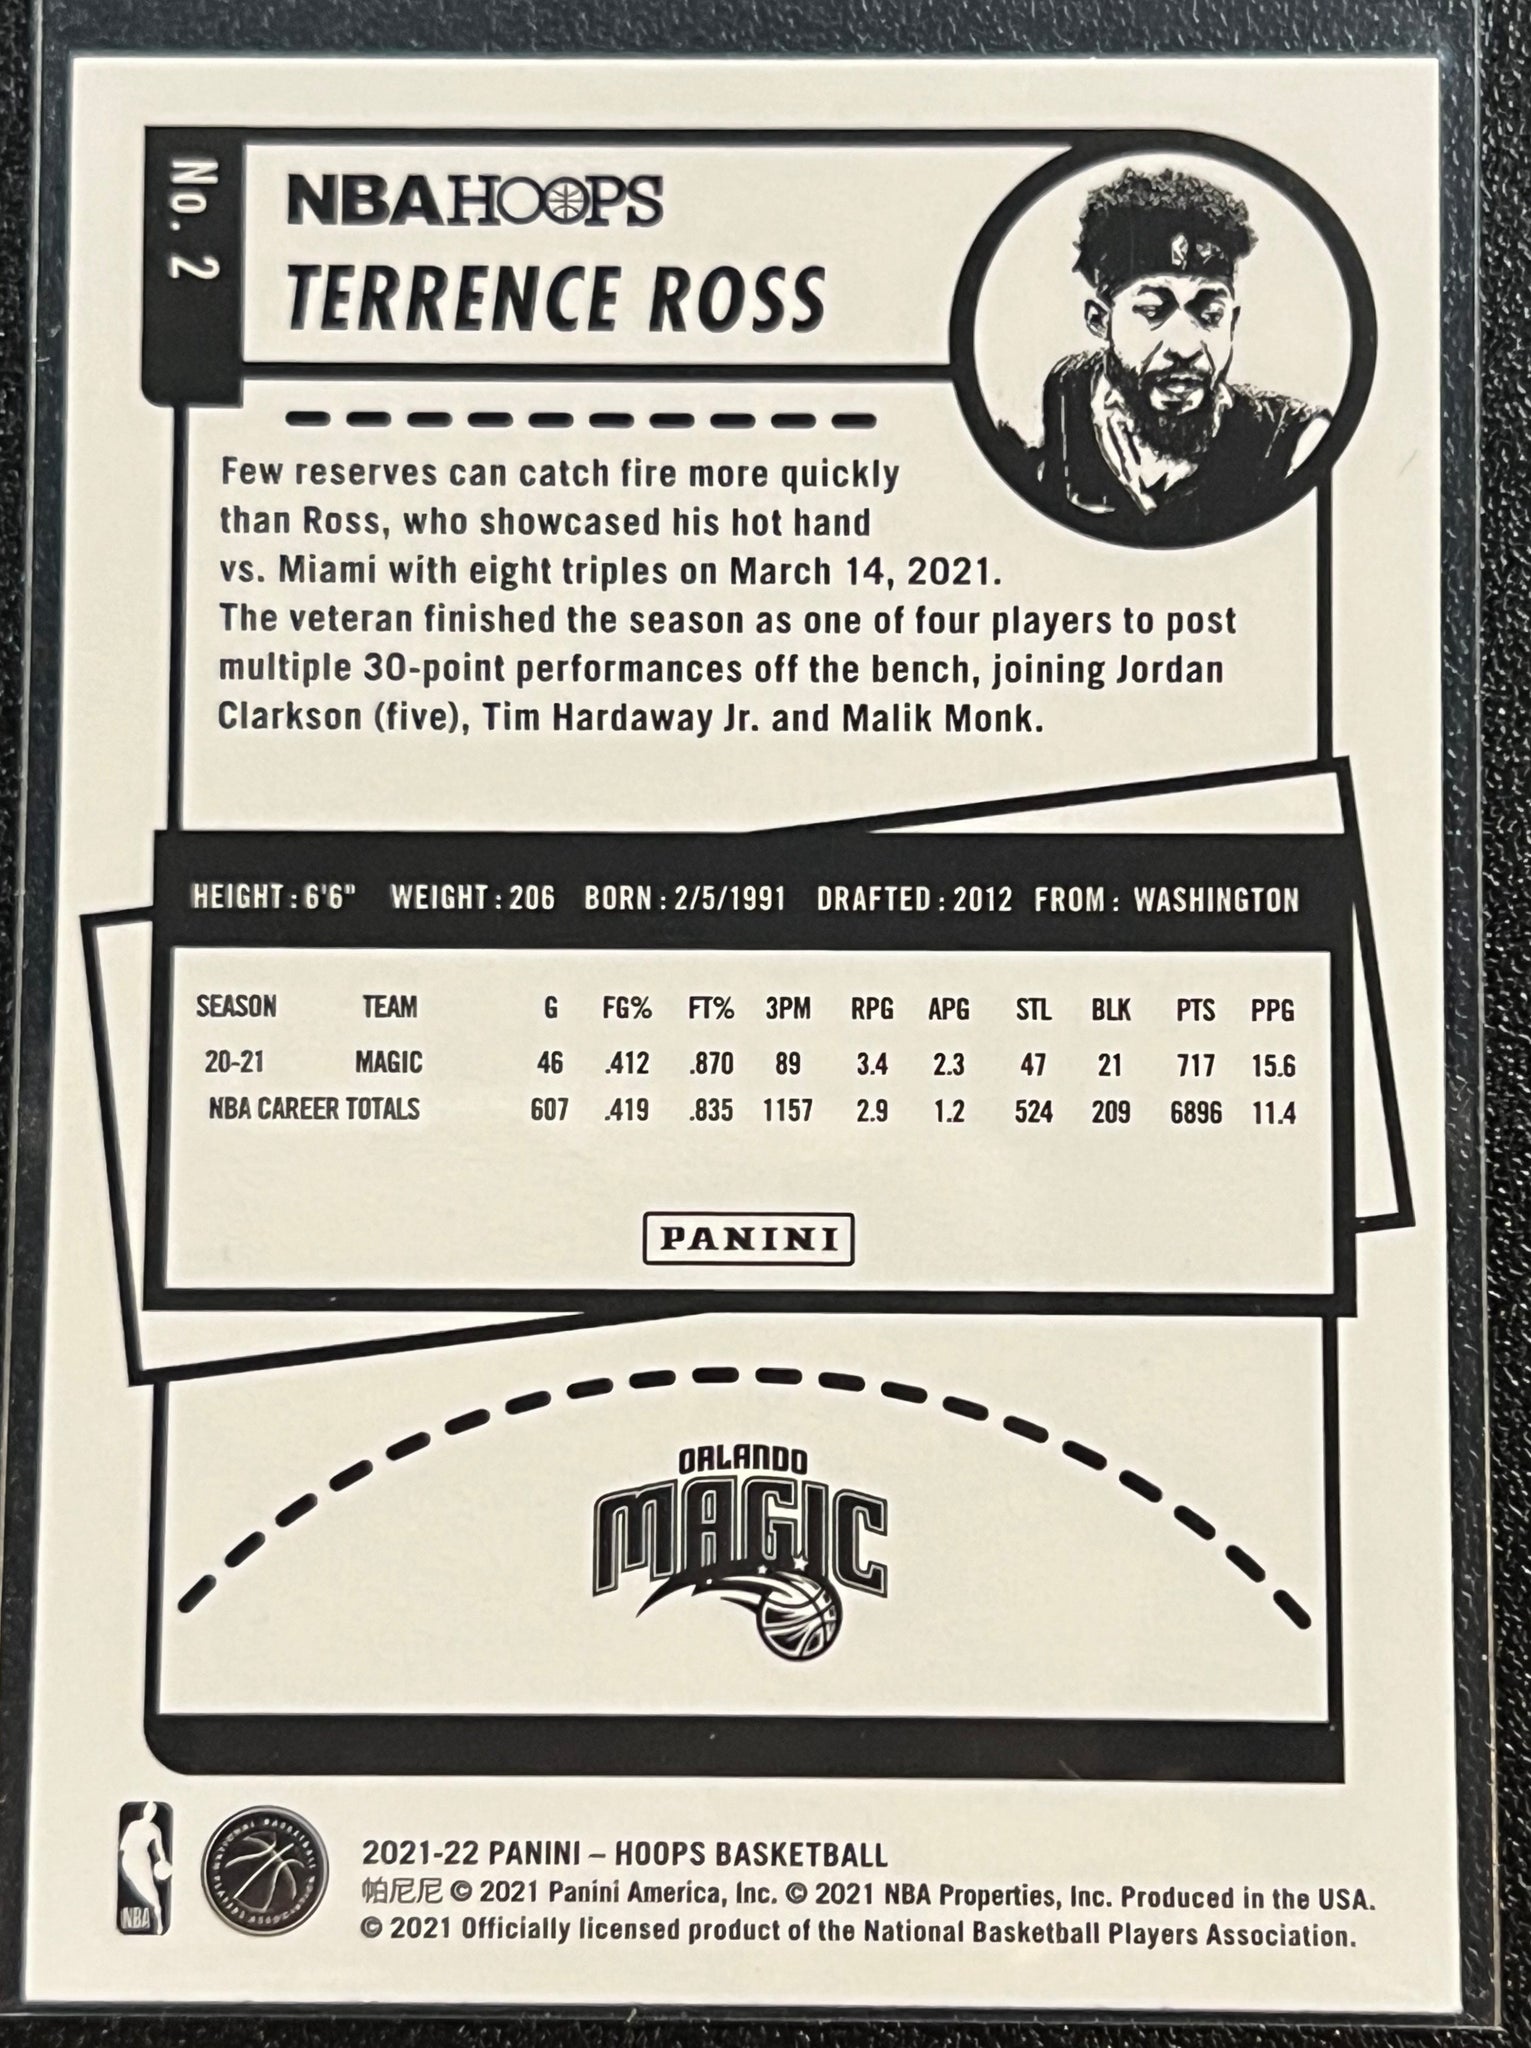 No. 2
NBA HOOPS
TERRENCE ROSS
Few reserves can catch fire more quickly
than Ross, who showcased his hot hand
vs. Miami with eight triples on March 14, 2021.
The veteran finished the season as one of four players to post
multiple 30-point performances off the bench, joining Jordan
Clarkson (five), Tim Hardaway Jr. and Malik Monk.
HEIGHT : 6'6" WEIGHT : 206 BORN : 2/5/1991 DRAFTED : 2012 FROM : WASHINGTON
SEASON TEAM G FG% FT% 3PM RPG APG STL BLK PTS PPG
20-21 MAGIC 46 .412 .870 89 3.4 2.3 47 21 717 15.6
NBA CAREER TOTALS 607 .419 .835 1157 2.9 1.2 524 209 6896 11.4
PANINI
ORLANDO
MAGIC
NBA
NATIONAL BASKETBALL PLAYERS ASSOCIATION
2021-22 PANINI – HOOPS BASKETBALL
帕尼尼 © 2021 Panini America, Inc. © 2021 NBA Properties, Inc. Produced in the USA.
© 2021 Officially licensed product of the National Basketball Players Association.